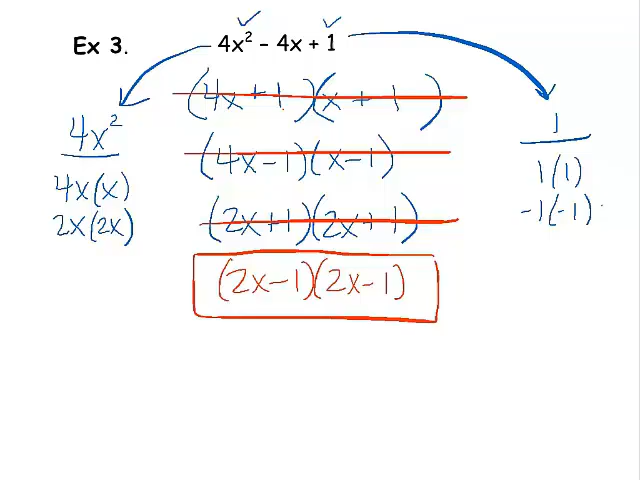 Ex 3. 4x² - 4x + 1
(4x + 1)(x + 1)
4x²
1
(4x - 1)(x - 1)
4x(x)
1(1)
2x(2x)
(2x + 1)(2x + 1)
-1(-1)
(2x - 1)(2x - 1)